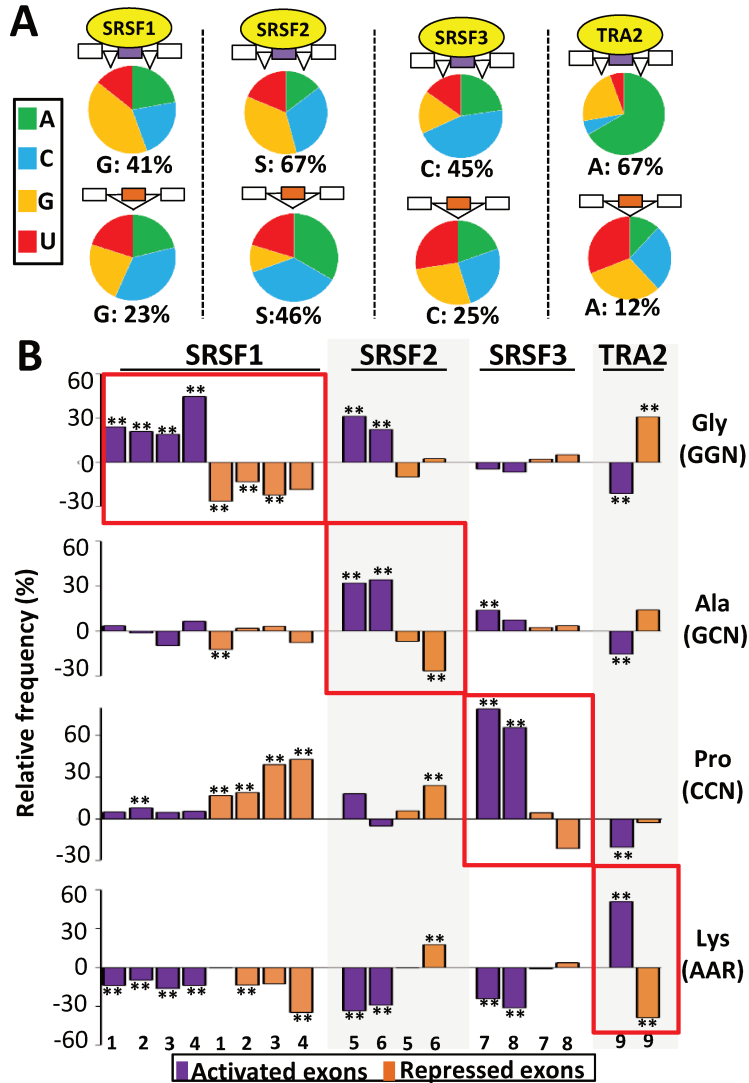 A
SRSF1 SRSF2 SRSF3 TRA2
A
C
G
U
G: 41% S: 67% C: 45% A: 67%
G: 23% S:46% C: 25% A: 12%
B
SRSF1 SRSF2 SRSF3 TRA2
Relative frequency (%)
60
30
0
-30
** ** ** ** ** ** ** ** ** ** **
Gly
(GGN)
60
30
0
-30
** ** ** ** ** **
Ala
(GCN)
60
30
0
-30
** ** ** ** ** ** ** ** **
Pro
(CCN)
60
30
0
-30
-60
** ** ** ** ** ** ** ** ** ** ** ** **
Lys
(AAR)
1 2 3 4 1 2 3 4 5 6 5 6 7 8 7 8 9 9
Activated exons Repressed exons